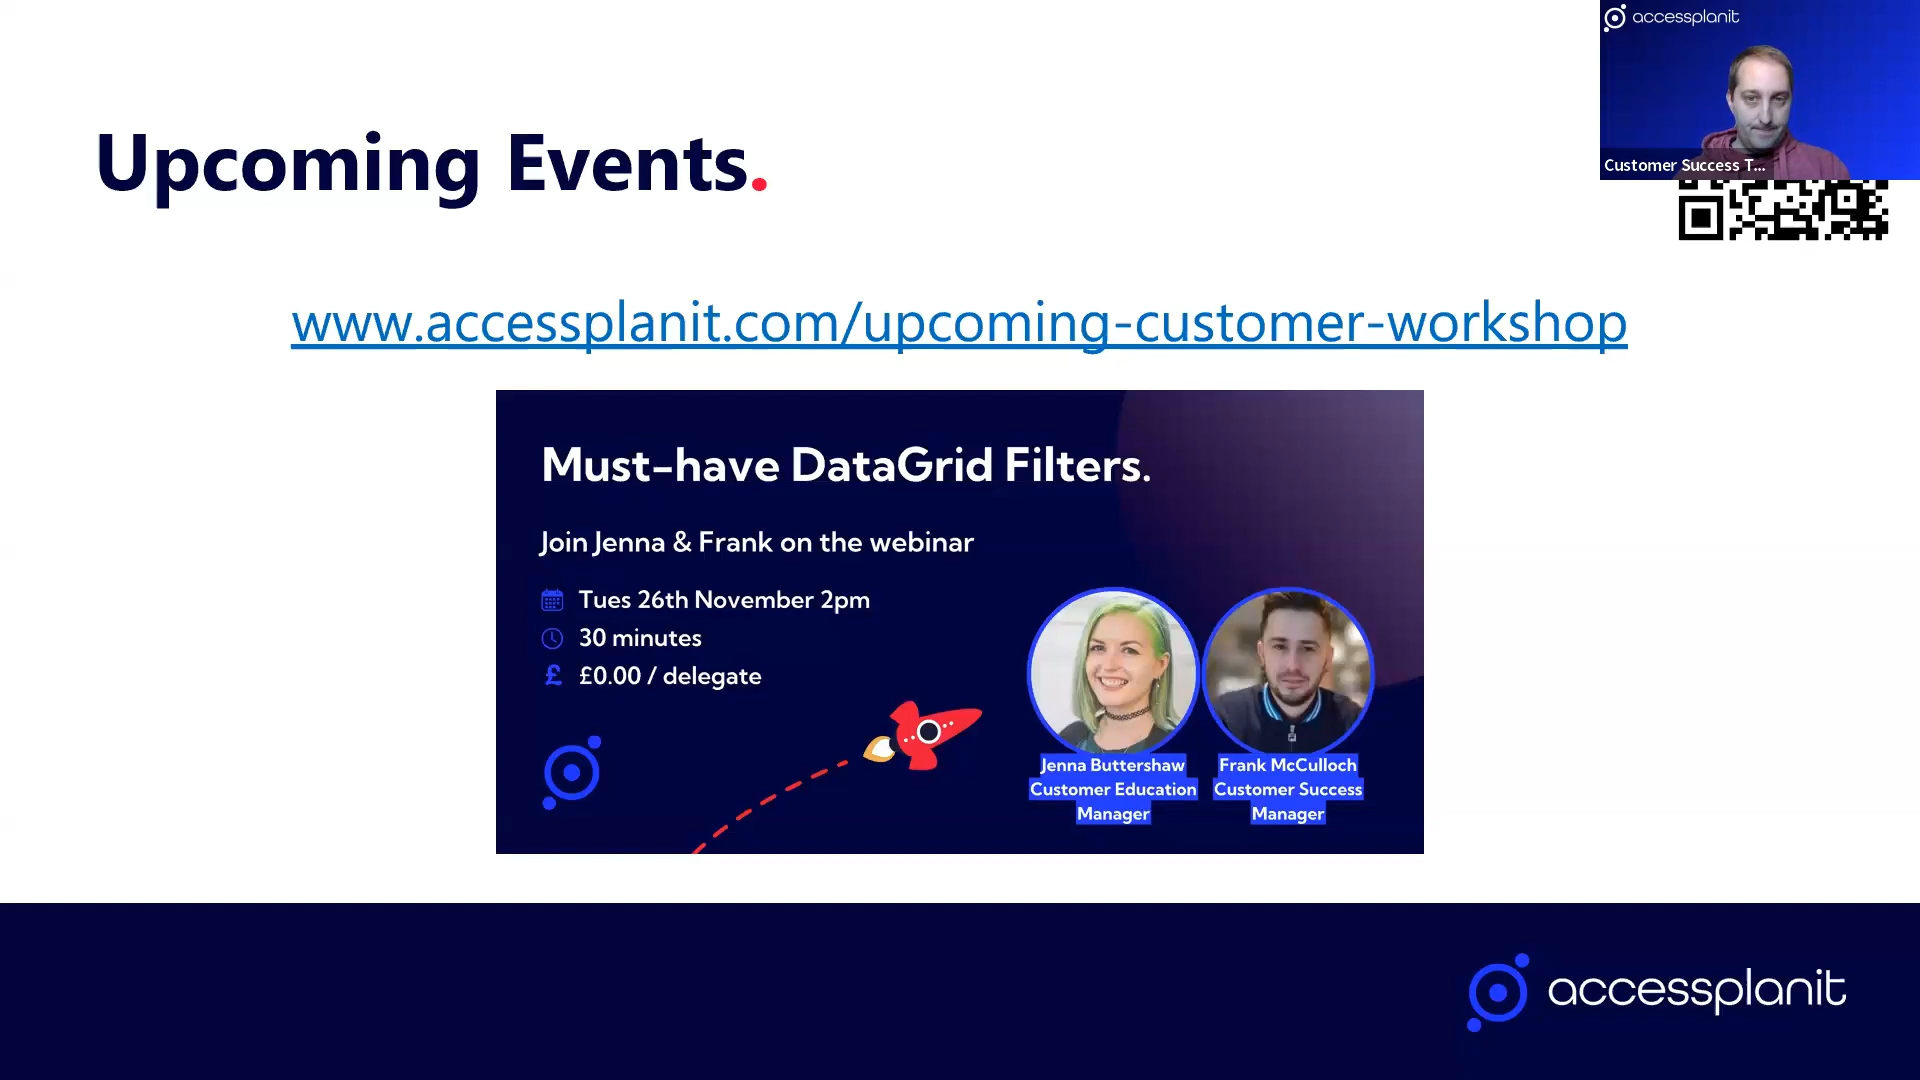 accessplanit
Customer Success T...
Upcoming Events.
www.accessplanit.com/upcoming-customer-workshop
Must-have DataGrid Filters.
Join Jenna & Frank on the webinar
Tues 26th November 2pm
30 minutes
£ £0.00 / delegate
Jenna Buttershaw
Customer Education
Manager
Frank McCulloch
Customer Success
Manager
accessplanit